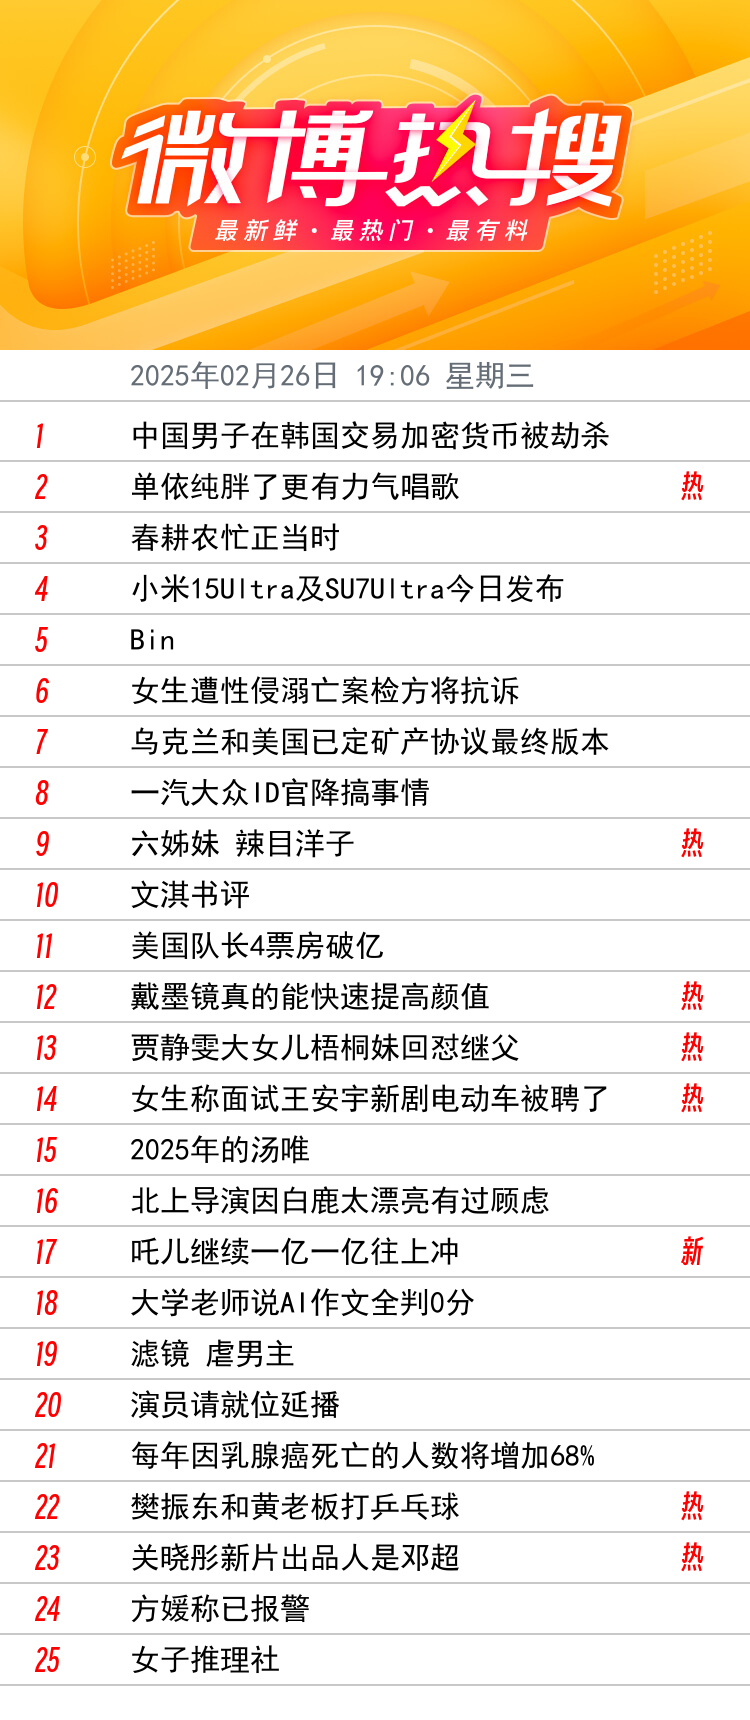 微博热搜
最新鲜·最热门·最有料
2025年02月26日 19:06 星期三
1 中国男子在韩国交易加密货币被劫杀
2 单依纯胖了更有力气唱歌 热
3 春耕农忙正当时
4 小米15Ultra及SU7Ultra今日发布
5 Bin
6 女生遭性侵溺亡案检方将抗诉
7 乌克兰和美国已定矿产协议最终版本
8 一汽大众ID官降搞事情
9 六姊妹 辣目洋子 热
10 文淇书评
11 美国队长4票房破亿
12 戴墨镜真的能快速提高颜值 热
13 贾静雯大女儿梧桐妹回怼继父 热
14 女生称面试王安宇新剧电动车被聘了 热
15 2025年的汤唯
16 北上导演因白鹿太漂亮有过顾虑
17 吒儿继续一亿一亿往上冲 新
18 大学老师说AI作文全判0分
19 滤镜 虐男主
20 演员请就位延播
21 每年因乳腺癌死亡的人数将增加68%
22 樊振东和黄老板打乒乓球 热
23 关晓彤新片出品人是邓超 热
24 方媛称已报警
25 女子推理社